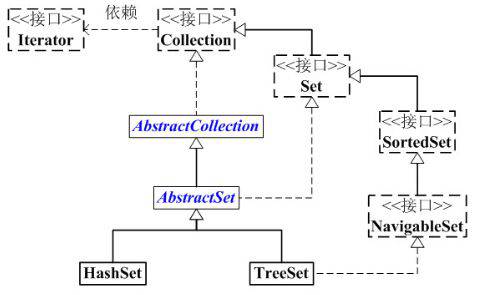 <<接口>>
Iterator
依赖
<<接口>>
Collection
<<接口>>
Set
<<接口>>
SortedSet
AbstractCollection
AbstractSet
<<接口>>
NavigableSet
HashSet
TreeSet